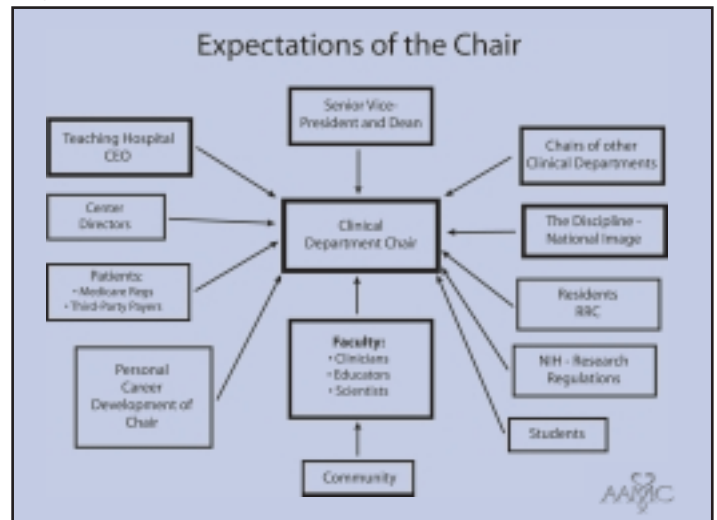 Expectations of the Chair
Senior Vice-
President and Dean
Teaching Hospital
CEO
Chairs of other
Clinical Departments
Center
Directors
Clinical
Department Chair
The Discipline -
National Image
Patients:
• Medicare Regs
• Third-Party Payers
Residents
RRC
Faculty:
• Clinicians
• Educators
• Scientists
Personal
Career
Development of
Chair
NIH - Research
Regulations
Students
Community
AAMC